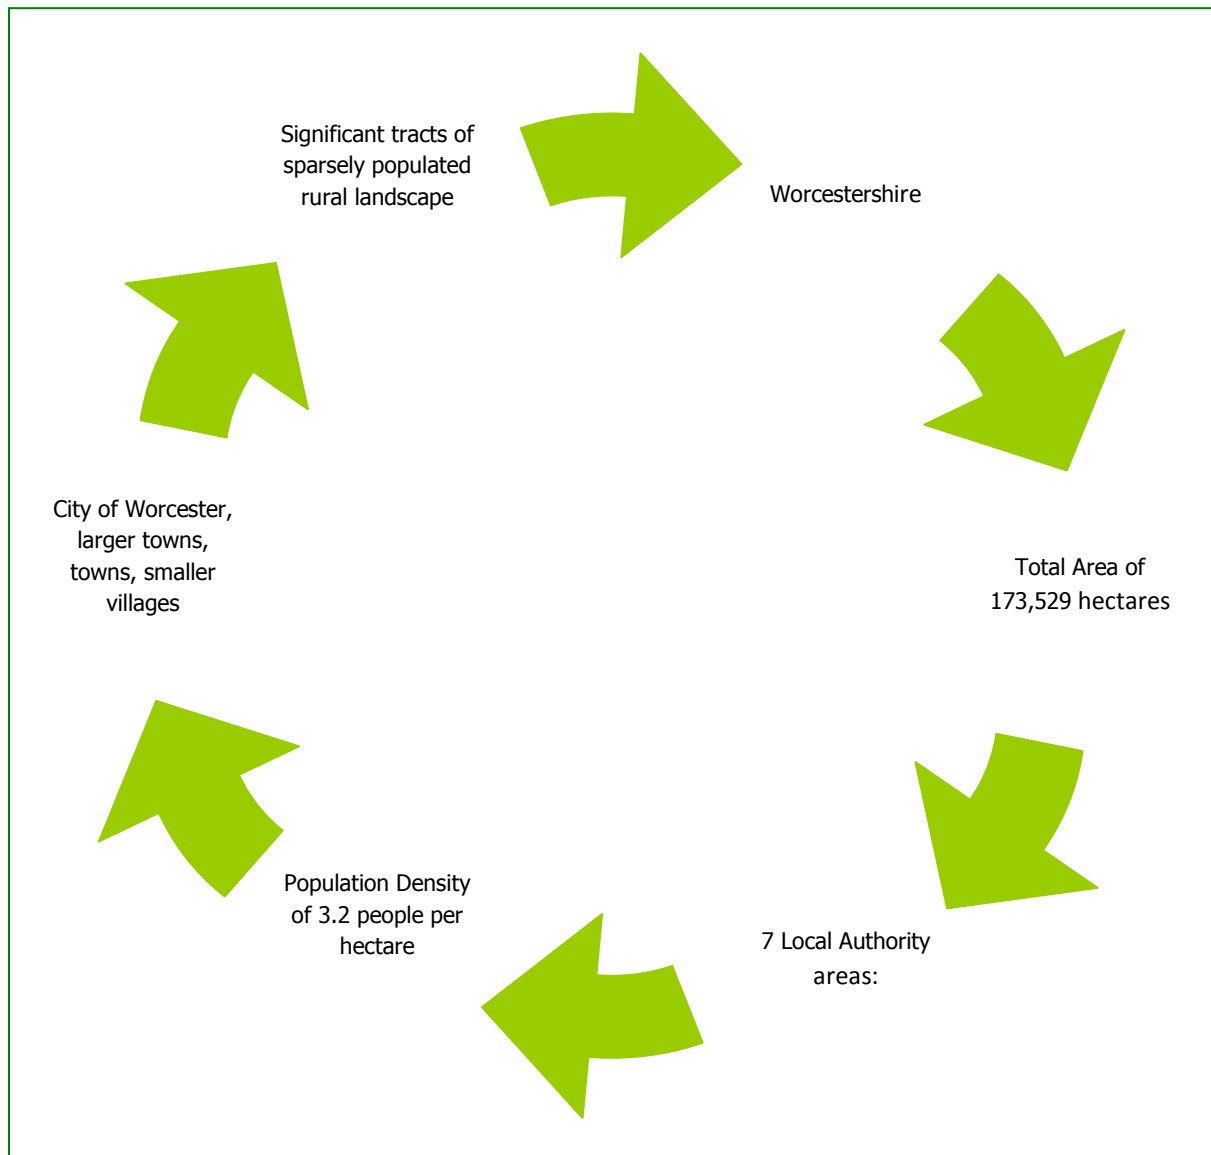 Significant tracts of
sparsely populated
rural landscape
Worcestershire
City of Worcester,
larger towns,
towns, smaller
villages
Total Area of
173,529 hectares
Population Density
of 3.2 people per
hectare
7 Local Authority
areas: